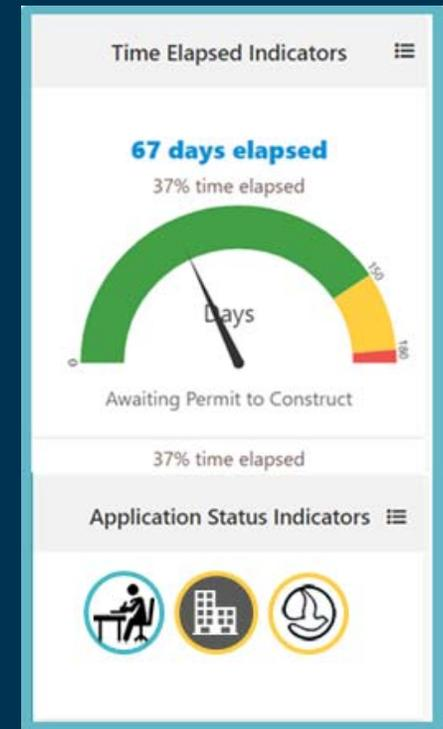 Time Elapsed Indicators
67 days elapsed
37% time elapsed
0
150
180
Days
Awaiting Permit to Construct
37% time elapsed
Application Status Indicators